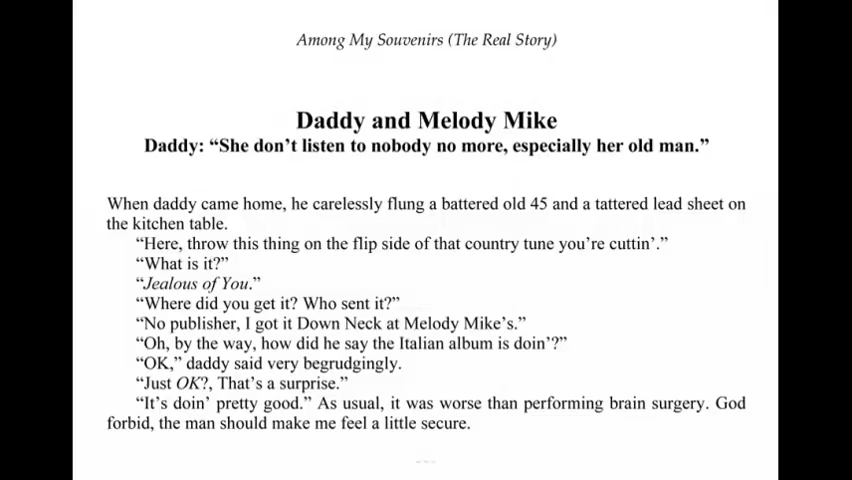 Among My Souvenirs (The Real Story)
Daddy and Melody Mike
Daddy: “She don’t listen to nobody no more, especially her old man.”
When daddy came home, he carelessly flung a battered old 45 and a tattered lead sheet on
the kitchen table.
“Here, throw this thing on the flip side of that country tune you’re cuttin’.”
“What is it?”
“Jealous of You.”
“Where did you get it? Who sent it?”
“No publisher, I got it Down Neck at Melody Mike’s.”
“Oh, by the way, how did he say the Italian album is doin’?”
“OK,” daddy said very begrudgingly.
“Just OK?, That’s a surprise.”
“It’s doin’ pretty good.” As usual, it was worse than performing brain surgery. God
forbid, the man should make me feel a little secure.